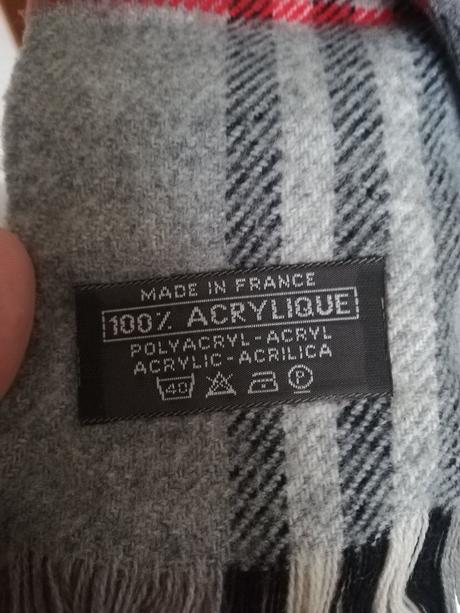 MADE IN FRANCE
100% ACRYLIQUE
POLYACRYL-ACRYL
ACRYLIC-ACRILICA
40 P